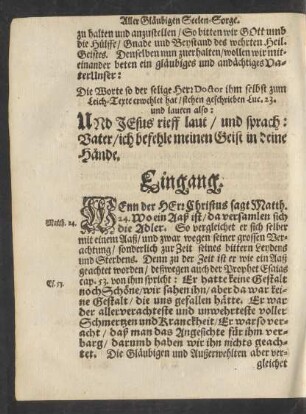 Aller Gläubigen Seelen-Sorge.
zu halten und anzustellen / So bitten wir GOtt umb
die Hülffe / Gnade und Beystand des wehrten Heil.
Geistes. Denselben nun zuerhalten / wollen wir mit-
einander beten ein gläubiges und andächtiges Va-
terUnser:
Die Worte so der selige Herr Doctor ihm selbst zum
Leich-Texte erwehlet hat / stehen geschrieben Luc. 23.
und lauten also:
UNd JEsus rieff laut / und sprach:
Vater / ich befehle meinen Geist in deine
Hände.
Eingang.
WEnn der HErr Christus sagt Matth.
Matth. 24.
24. Wo ein Aaß ist / da versamlen sich
die Adler. So vergleichet er sich selber
mit einem Aaß / und zwar wegen seiner grossen Ver-
achtung / sonderlich zur Zeit seines bittern Leydens
und Sterbens. Denn zu der Zeit ist er wie ein Aaß
geachtet worden / deßwegen auch der Prophet Esaias
Es. 53.
cap. 53. von ihm spricht: Er hatte keine Gestalt
noch Schöne / wir sahen ihn / aber da war kei-
ne Gestalt / die uns gefallen hätte. Er war
der allerverachteste und unwehrteste voller
Schmertzen und Kranckheit / Er war so verach-
tet / daß man das Angesichte für ihm ver-
barg / darumb haben wir ihn nichts geach-
tet. Die Gläubigen und Außerwehlten aber ver-
gleichet